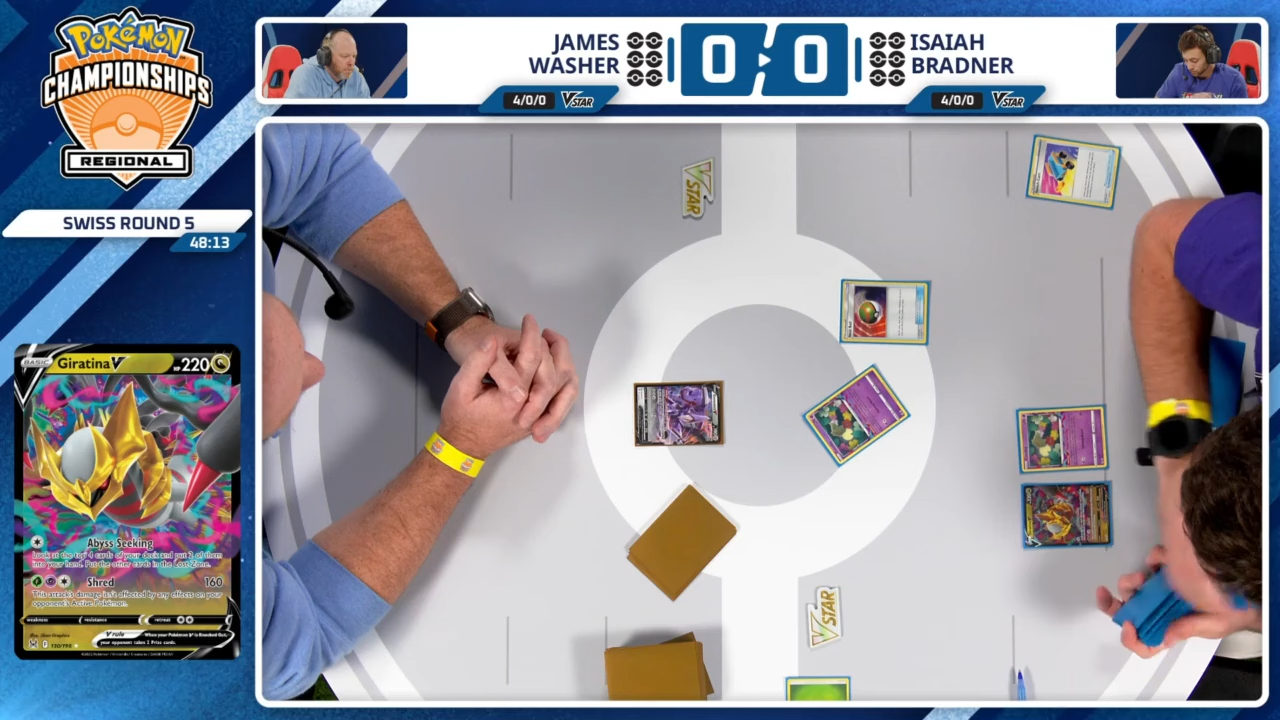 Pokémon
CHAMPIONSHIPS
REGIONAL
SWISS ROUND 5
48:13
JAMES
WASHER
0
0
ISAIAH
BRADNER
4/0/0 VSTAR
4/0/0 VSTAR
VSTAR
VSTAR
BASIC Giratina V HP 220
Abyss Seeking
Look at the top 4 cards of your deck and put 2 of them
into your hand. Put the other cards in the Lost Zone.
Shred 160
This attack's damage isn't affected by any effects on your
opponent's Active Pokémon.
weakness resistance retreat
V rule When your Pokémon V is Knocked Out,
your opponent takes 2 Prize cards.